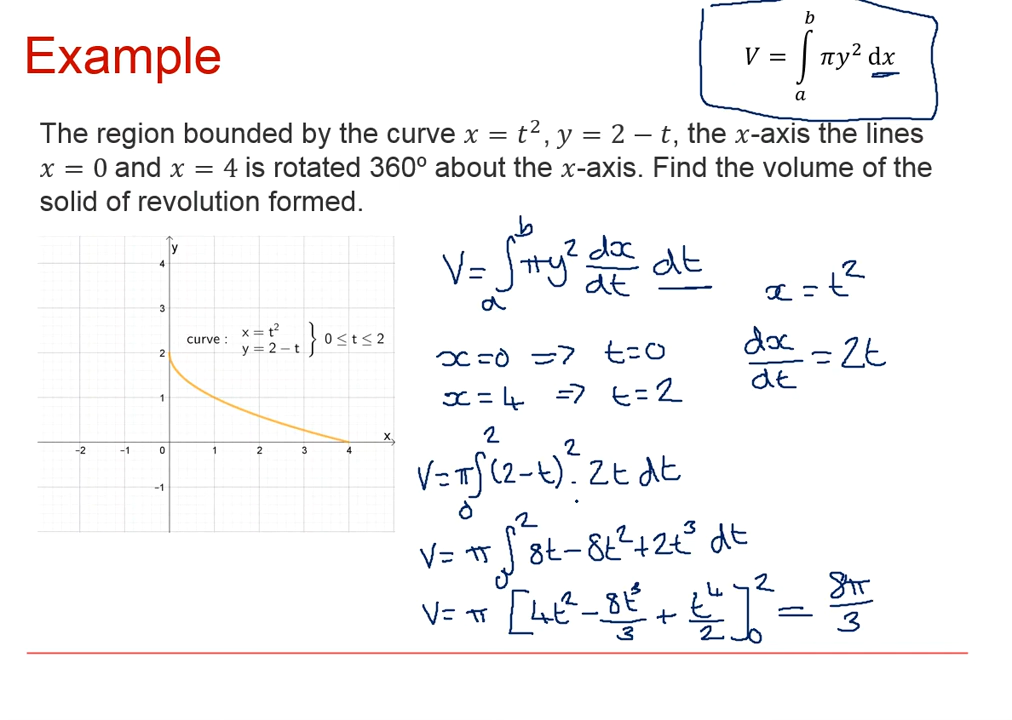 Example
V = ∫ₐᵇ πy² dx
The region bounded by the curve x = t², y = 2 − t, the x-axis the lines
x = 0 and x = 4 is rotated 360º about the x-axis. Find the volume of the
solid of revolution formed.
y
4
3
curve : x = t² y = 2 − t } 0 ≤ t ≤ 2
2
1
-2 -1 0 1 2 3 4 x
-1
V = ∫ₐᵇ πy² dx/dt dt
x = t²
x = 0 => t = 0
dx/dt = 2t
x = 4 => t = 2
V = π ∫₀² (2 − t)². 2t dt
V = π ∫₀² 8t − 8t² + 2t³ dt
V = π [4t² − 8t³/3 + t⁴/2]₀² = 8π/3